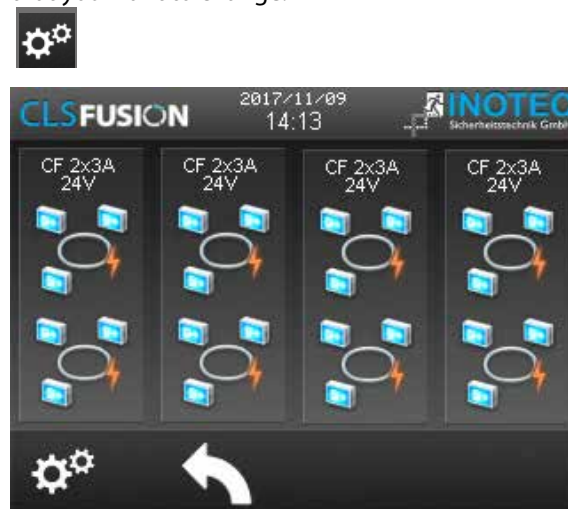 CLSFUSION
2017/11/09
14:13
INOTEC
Sicherheitstechnik GmbH
CF 2x3A
24V
CF 2x3A
24V
CF 2x3A
24V
CF 2x3A
24V